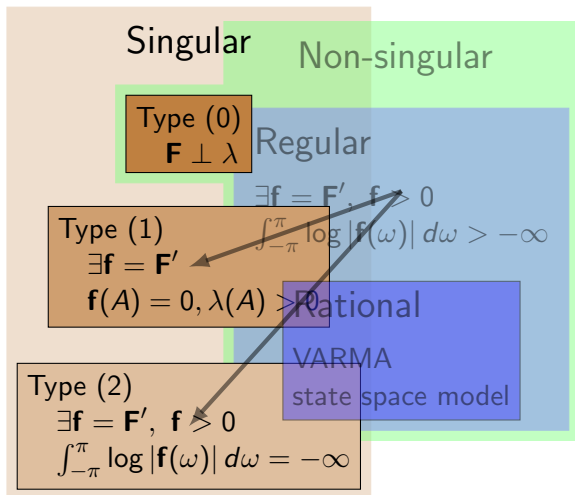 Singular
Non-singular
Type (0)
F ⊥ λ
Regular
∃f = F′, f > 0
∫_{-π}^{π} log |f(ω)| dω > −∞
Type (1)
∃f = F′
f(A) = 0, λ(A) > 0
Rational
VARMA
state space model
Type (2)
∃f = F′, f > 0
∫_{-π}^{π} log |f(ω)| dω = −∞